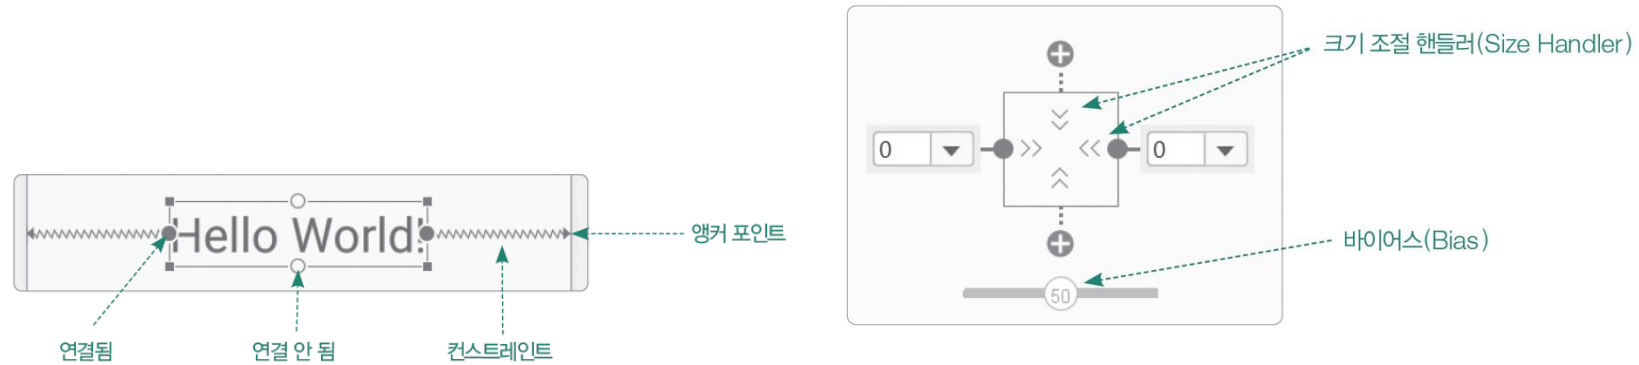 Hello World!
앵커 포인트
연결됨
연결 안 됨
컨스트레인트
크기 조절 핸들러(Size Handler)
0
0
바이어스(Bias)
50